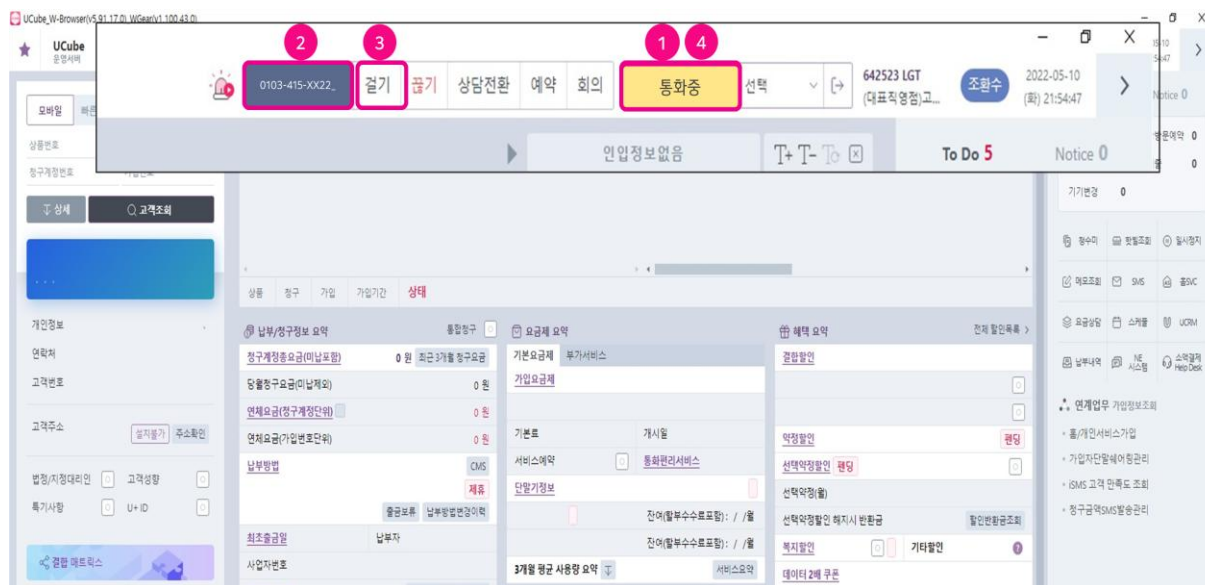 UCube_W-Browser(v5.91.17.0)_WGear(v1.100.43.0)
UCube
운영서버
2
3
1
4
0103-415-XX22_
걸기
끊기
상담전환
예약
회의
통화중
선택
642523 LGT
(대표직영점)고...
조환수
2022-05-10
(화) 21:54:47
인입정보없음
T+ T-
To Do 5
Notice 0
모바일
상품번호
청구계정번호
상세
고객조회
...
개인정보
연락처
고객번호
고객주소
설치불가
주소확인
법정/지정대리인
고객성향
특기사항
U+ ID
결합 매트릭스
상품 청구 가입 가입기간 상태
납부/청구정보 요약
통합청구
청구계정총요금(미납포함)
0 원
최근 3개월 청구요금
당월청구요금(미납제외)
0 원
연체요금(청구계정단위)
0 원
연체요금(가입번호단위)
0 원
납부방법
CMS
제휴
출금보류
납부방법변경이력
최초출금일
납부자
사업자번호
요금제 요약
기본요금제
부가서비스
가입요금제
기본료
개시일
서비스예약
통화편리서비스
단말기정보
잔여(할부수수료포함) : / /월
잔여(할부수수료포함) : / /월
3개월 평균 사용량 요약
서비스요약
혜택 요약
전체 할인목록 >
결합할인
약정할인
펜딩
선택약정할인 펜딩
선택약정(월)
선택약정할인 해지시 반환금
할인반환금조회
복지할인
기타할인
데이터 2배 쿠폰
Notice 0
방문예약 0
0
기기변경 0
청수미
팟빌조회
일시정지
메모조회
SMS
홈SVC
요금상담
스케줄
UCRM
납부내역
NE
시스템
소액결제
Help Desk
연계업무 가입정보조회
홈/개인서비스가입
가입자단말쉐어링관리
iSMS 고객 만족도 조회
청구금액SMS발송관리